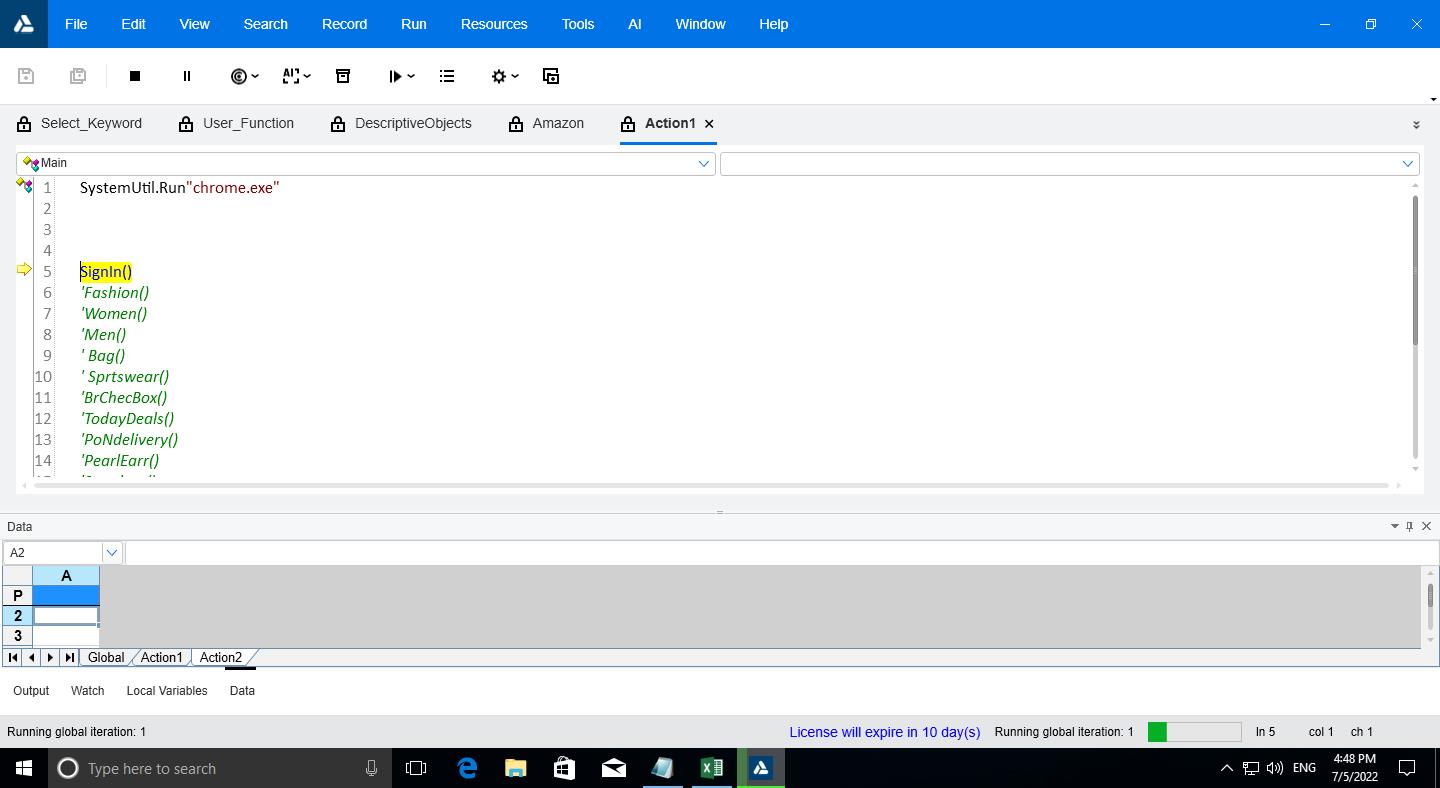 File Edit View Search Record Run Resources Tools AI Window Help
Select_Keyword User_Function DescriptiveObjects Amazon Action1
Main
1 SystemUtil.Run"chrome.exe"
2
3
4
5 SignIn()
6 'Fashion()
7 'Women()
8 'Men()
9 ' Bag()
10 ' Sprtswear()
11 'BrChecBox()
12 'TodayDeals()
13 'PoNdelivery()
14 'PearlEarr()
Data
A2
A
P
2
3
Global Action1 Action2
Output Watch Local Variables Data
Running global iteration: 1 License will expire in 10 day(s) Running global iteration: 1 ln 5 col 1 ch 1
Type here to search ENG 4:48 PM
7/5/2022